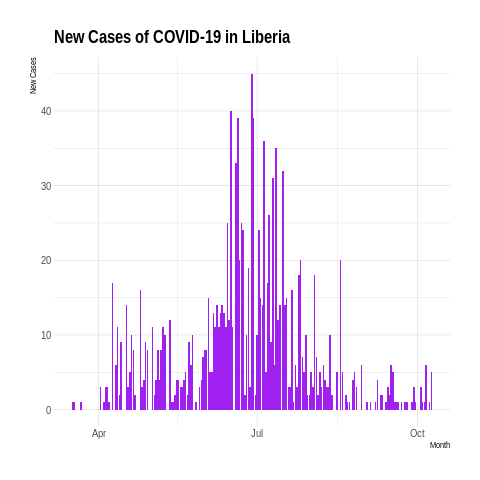 New Cases of COVID-19 in Liberia
New Cases
40
30
20
10
0
Apr
Jul
Oct
Month